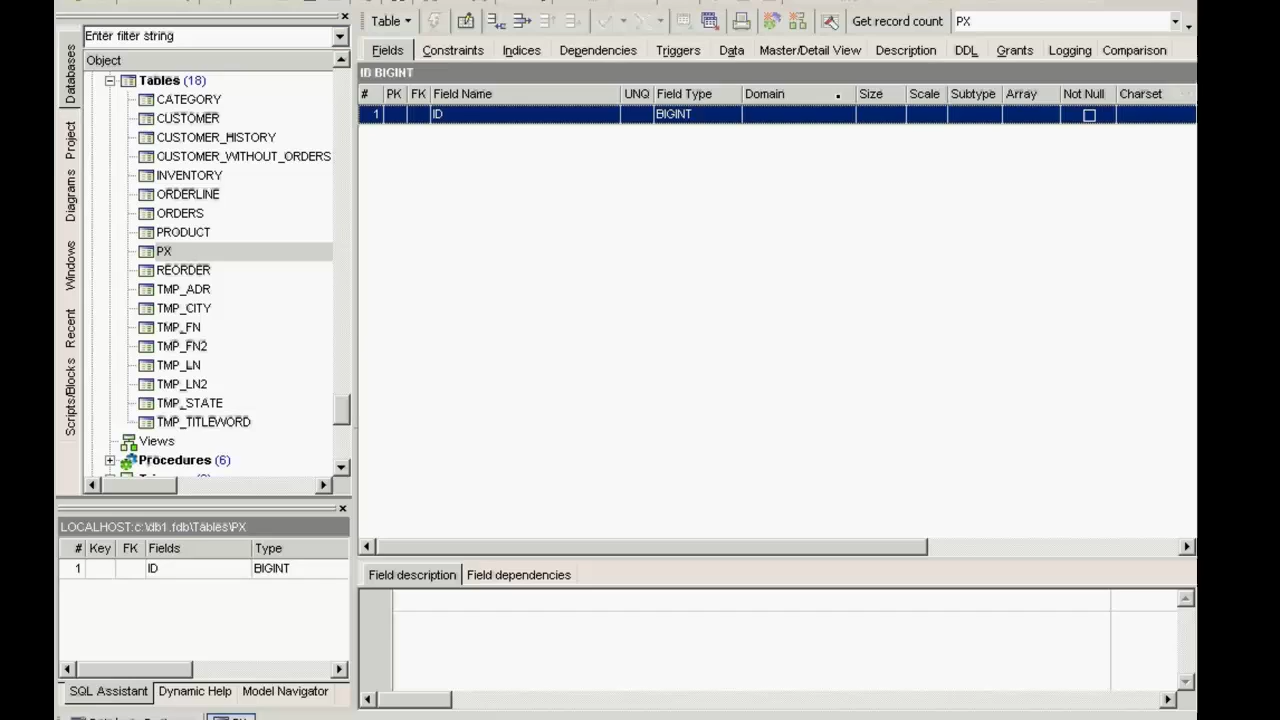 Table
Get record count
PX
Enter filter string
Object
Databases
Project
Diagrams
Windows
Recent
Scripts/Blocks
Tables (18)
CATEGORY
CUSTOMER
CUSTOMER_HISTORY
CUSTOMER_WITHOUT_ORDERS
INVENTORY
ORDERLINE
ORDERS
PRODUCT
PX
REORDER
TMP_ADR
TMP_CITY
TMP_FN
TMP_FN2
TMP_LN
TMP_LN2
TMP_STATE
TMP_TITLEWORD
Views
Procedures (6)
Fields Constraints Indices Dependencies Triggers Data Master/Detail View Description DDL Grants Logging Comparison
ID BIGINT
# PK FK Field Name UNQ Field Type Domain Size Scale Subtype Array Not Null Charset
1 ID BIGINT
Field description Field dependencies
LOCALHOST:c:\db1.fdb\Tables\PX
# Key FK Fields Type
1 ID BIGINT
SQL Assistant Dynamic Help Model Navigator